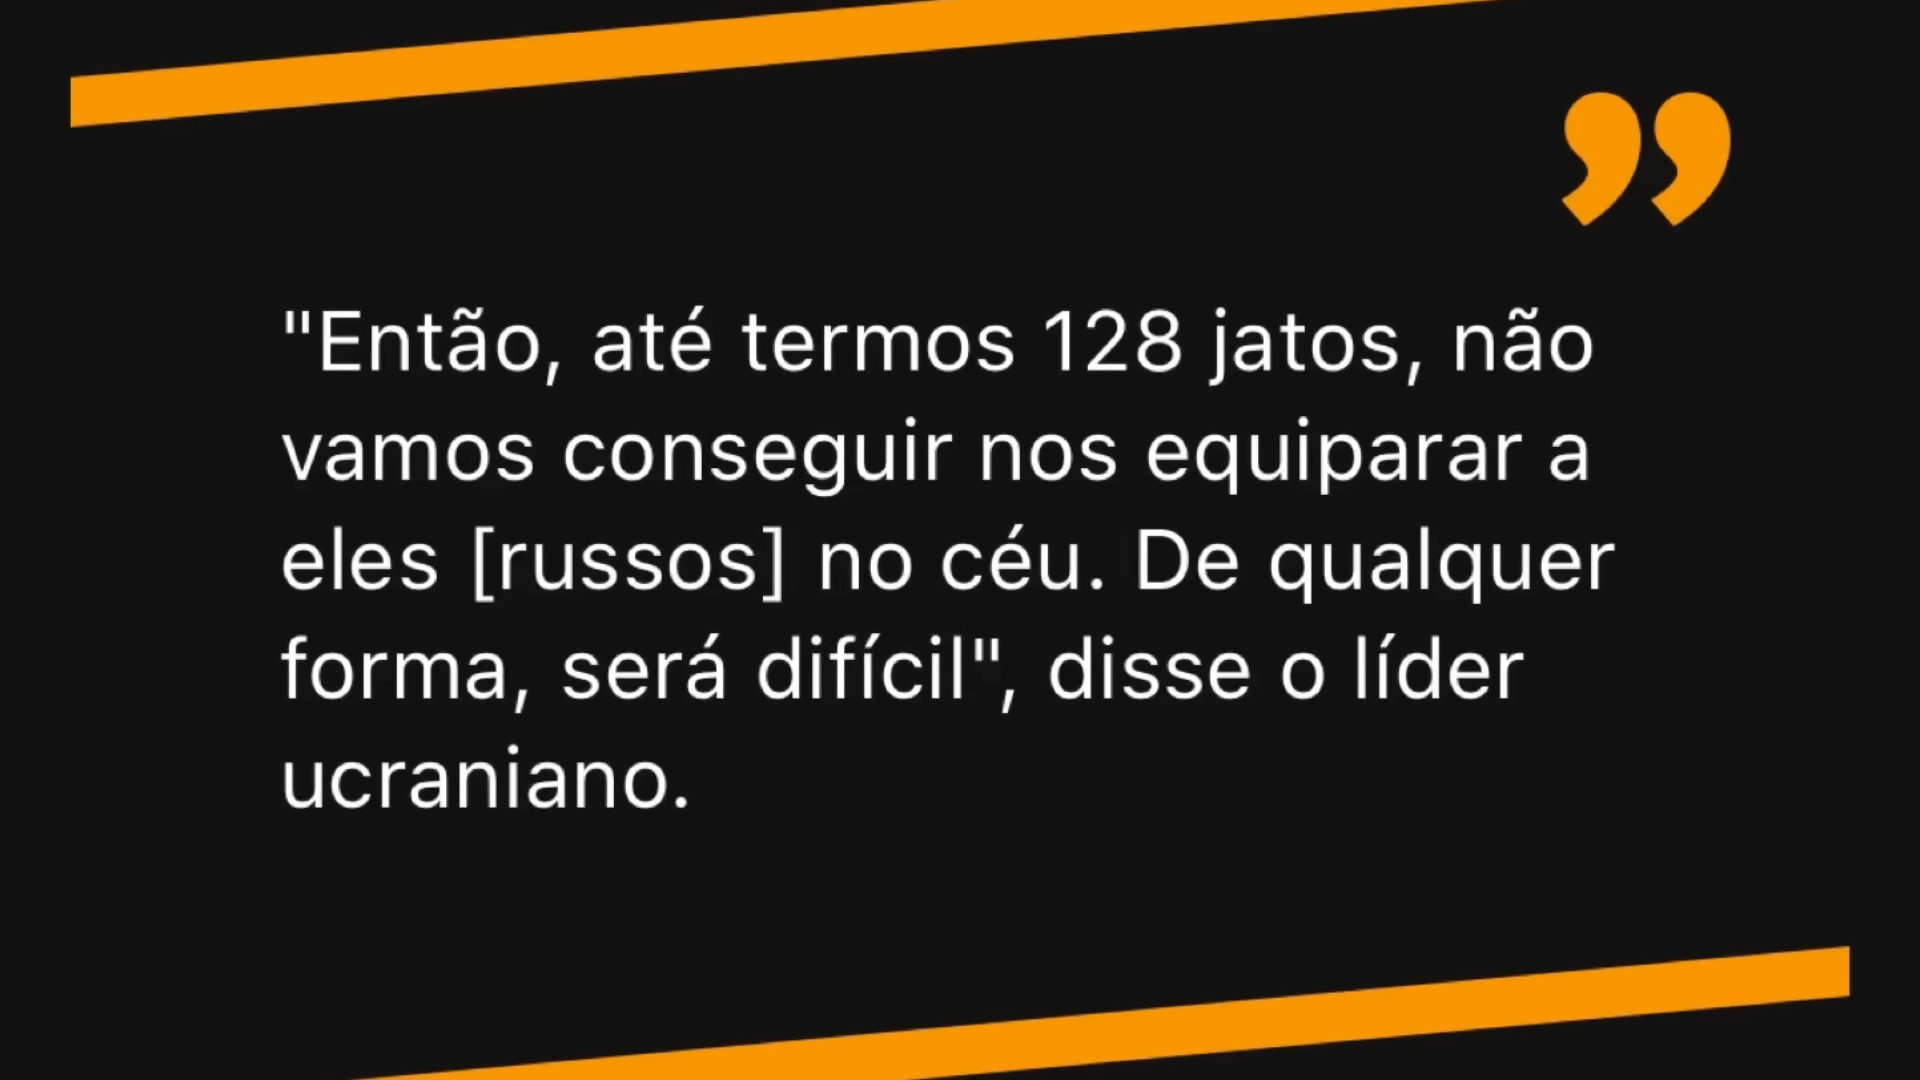 "Então, até termos 128 jatos, não
vamos conseguir nos equiparar a
eles [russos] no céu. De qualquer
forma, será difícil", disse o líder
ucraniano.